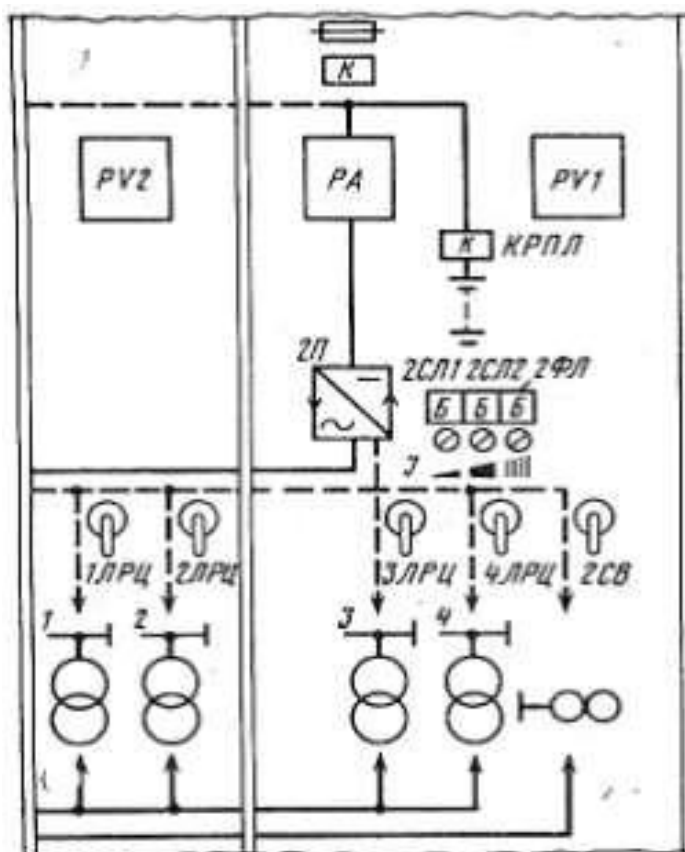 К
PV2 PA PV1
К КРПЛ
2П 2СЛ1 2СЛ2 2ФЛ
Б Б Б
1ЛРЦ 2ЛРЦ 3ЛРЦ 4ЛРЦ 2СВ
1 2 3 4